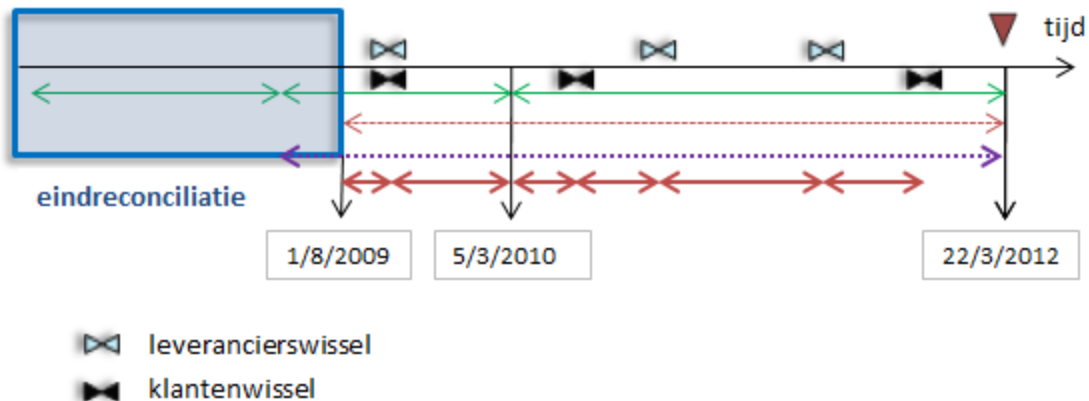 tijd
eindreconciliatie
1/8/2009
5/3/2010
22/3/2012
leverancierswissel
klantenwissel